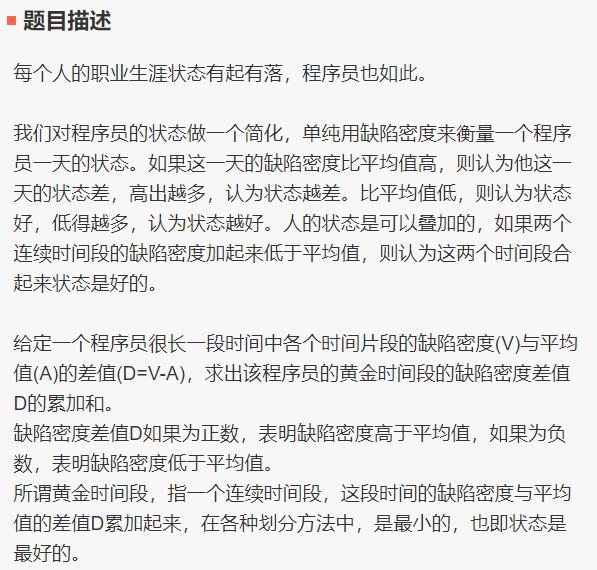 题目描述
每个人的职业生涯状态有起有落，程序员也如此。
我们对程序员的状态做一个简化，单纯用缺陷密度来衡量一个程序
员一天的状态。如果这一天的缺陷密度比平均值高，则认为他这一
天的状态差，高出越多，认为状态越差。比平均值低，则认为状态
好，低得越多，认为状态越好。人的状态是可以叠加的，如果两个
连续时间段的缺陷密度加起来低于平均值，则认为这两个时间段合
起来状态是好的。
给定一个程序员很长一段时间中各个时间片段的缺陷密度(V)与平均
值(A)的差值(D=V-A)，求出该程序员的黄金时间段的缺陷密度差值
D的累加和。
缺陷密度差值D如果为正数，表明缺陷密度高于平均值，如果为负
数，表明缺陷密度低于平均值。
所谓黄金时间段，指一个连续时间段，这段时间的缺陷密度与平均
值的差值D累加起来，在各种划分方法中，是最小的，也即状态是
最好的。